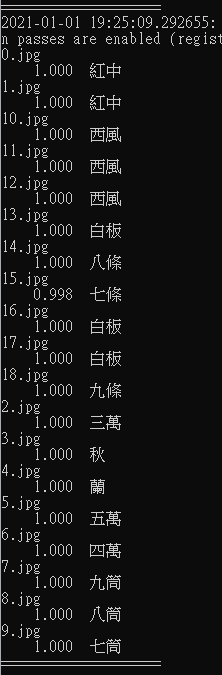 2021-01-01 19:25:09.292655:
n passes are enabled (regist
0.jpg
1.000 紅中
1.jpg
1.000 紅中
10.jpg
1.000 西風
11.jpg
1.000 西風
12.jpg
1.000 西風
13.jpg
1.000 白板
14.jpg
1.000 八條
15.jpg
0.998 七條
16.jpg
1.000 白板
17.jpg
1.000 白板
18.jpg
1.000 九條
2.jpg
1.000 三萬
3.jpg
1.000 秋
4.jpg
1.000 蘭
5.jpg
1.000 五萬
6.jpg
1.000 四萬
7.jpg
1.000 九筒
8.jpg
1.000 八筒
9.jpg
1.000 七筒